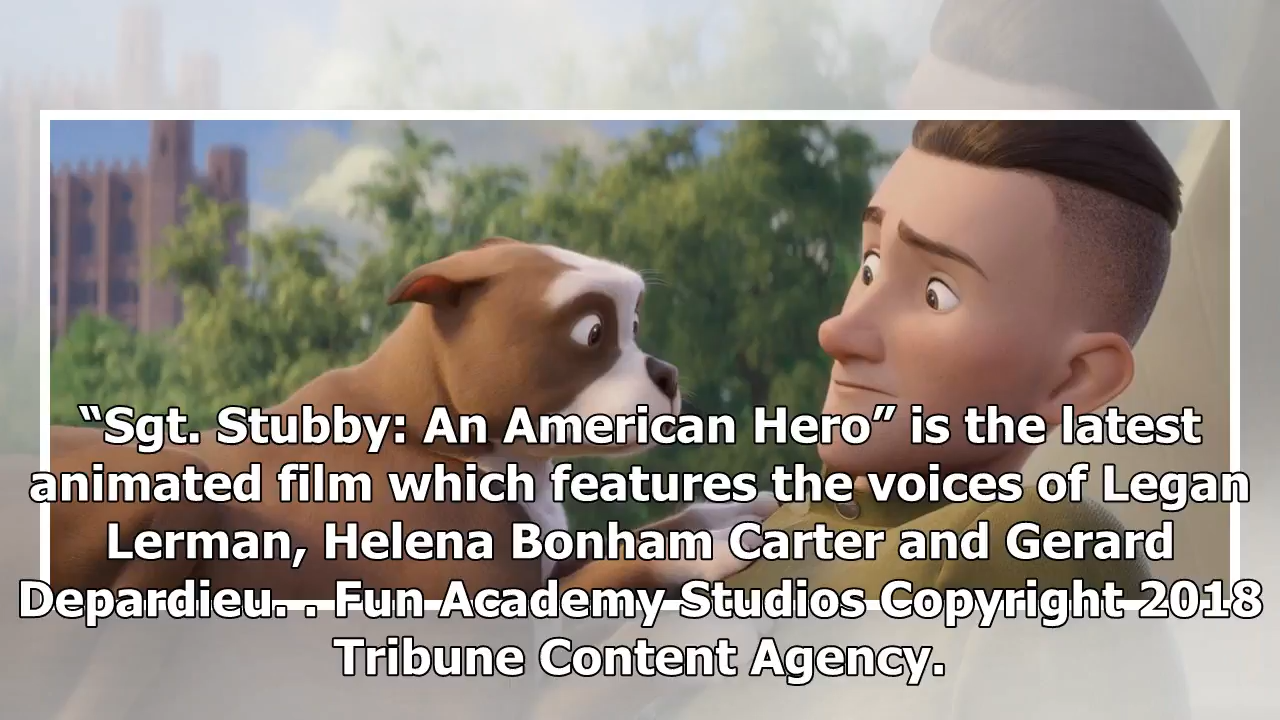 “Sgt. Stubby: An American Hero” is the latest
animated film which features the voices of Legan
Lerman, Helena Bonham Carter and Gerard
Depardieu. . Fun Academy Studios Copyright 2018
Tribune Content Agency.